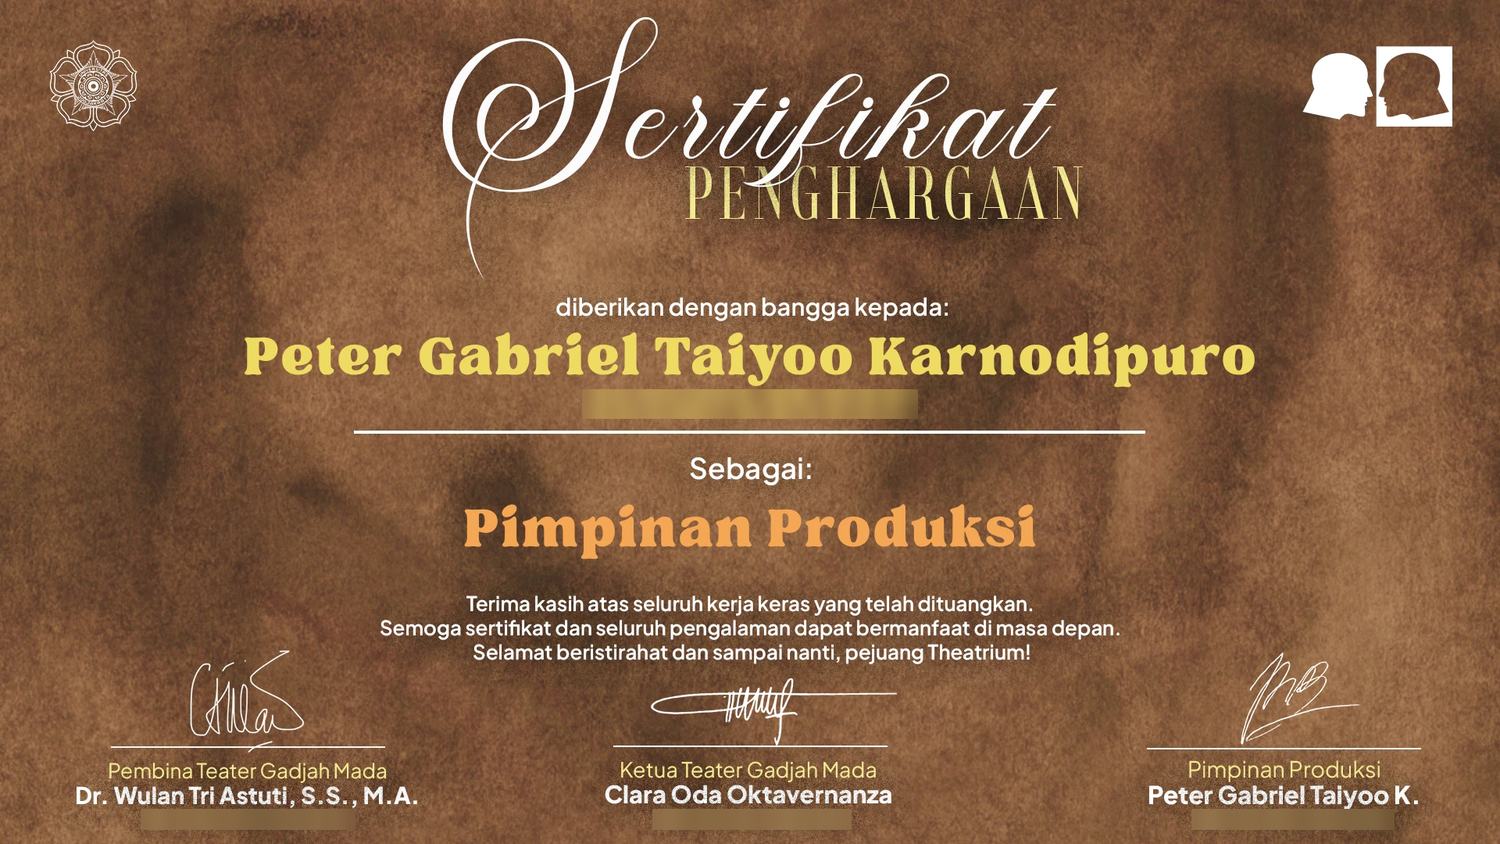 Sertifikat
PENGHARGAAN
diberikan dengan bangga kepada:
Peter Gabriel Taiyoo Karnodipuro
Sebagai:
Pimpinan Produksi
Terima kasih atas seluruh kerja keras yang telah dituangkan.
Semoga sertifikat dan seluruh pengalaman dapat bermanfaat di masa depan.
Selamat beristirahat dan sampai nanti, pejuang Theatrium!
Pembina Teater Gadjah Mada
Dr. Wulan Tri Astuti, S.S., M.A.
Ketua Teater Gadjah Mada
Clara Oda Oktavernanza
Pimpinan Produksi
Peter Gabriel Taiyoo K.